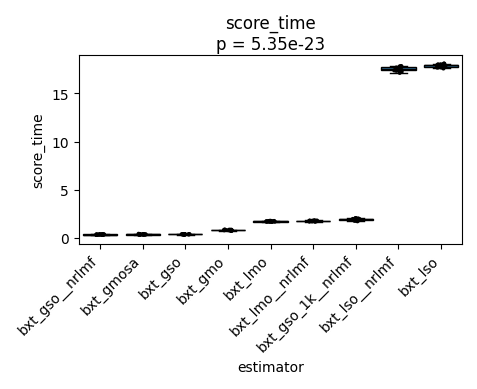 score_time
p = 5.35e-23
score_time
15
10
5
0
bxt_gso__nrlmf
bxt_gmosa
bxt_gso
bxt_gmo
bxt_lmo
bxt_lmo__nrlmf
bxt_gso_1k__nrlmf
bxt_lso__nrlmf
bxt_lso
estimator